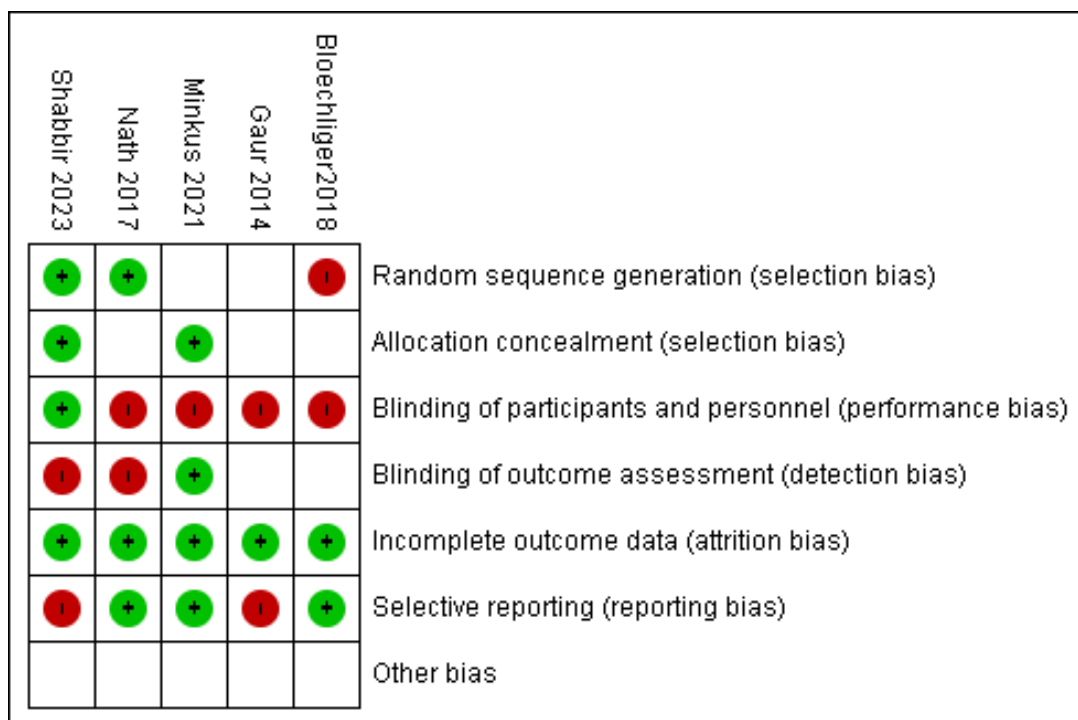 Shabbir 2023
Nath 2017
Minkus 2021
Gaur 2014
Bloechliger2018
+ + - Random sequence generation (selection bias)
+ + Allocation concealment (selection bias)
+ - - - - Blinding of participants and personnel (performance bias)
- - + Blinding of outcome assessment (detection bias)
+ + + + + Incomplete outcome data (attrition bias)
- + + - + Selective reporting (reporting bias)
Other bias